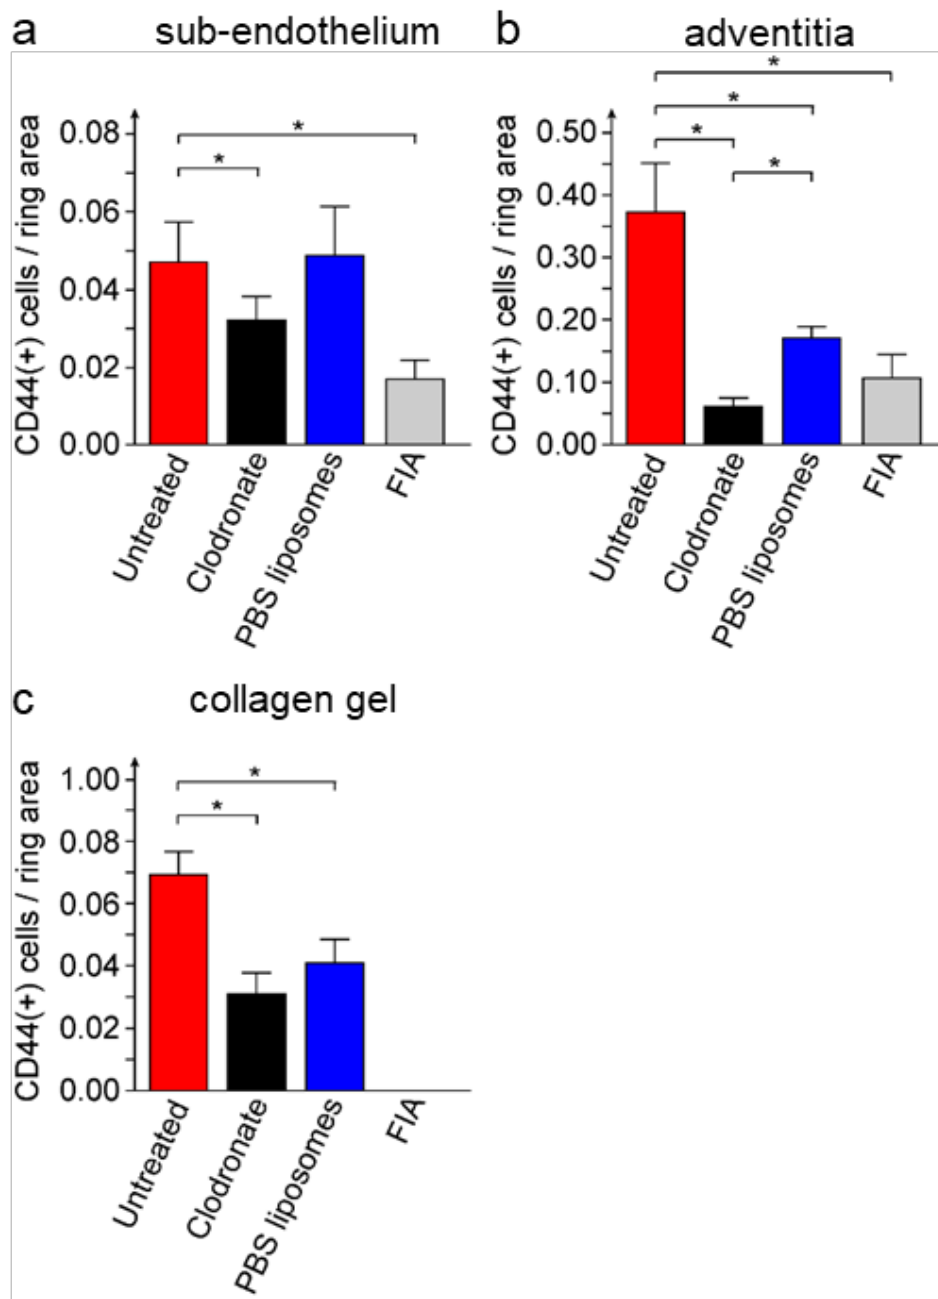 a sub-endothelium
CD44(+) cells / ring area
0.08
0.06
0.04
0.02
0.00
*
*
Untreated
Clodronate
PBS liposomes
FIA
b adventitia
CD44(+) cells / ring area
0.50
0.40
0.30
0.20
0.10
0.00
*
*
*
*
Untreated
Clodronate
PBS liposomes
FIA
c collagen gel
CD44(+) cells / ring area
1.00
0.08
0.06
0.04
0.02
0.00
*
*
Untreated
Clodronate
PBS liposomes
FIA